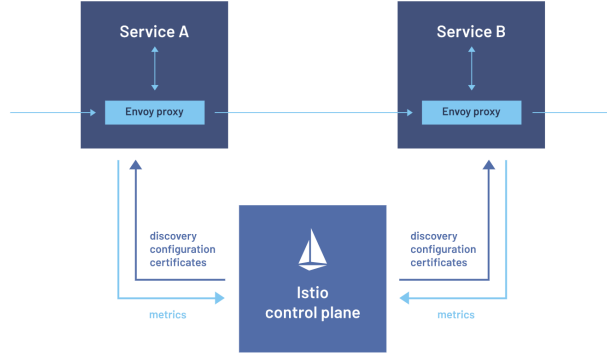 Service A
Service B
Envoy proxy
Envoy proxy
discovery
configuration
certificates
discovery
configuration
certificates
Istio
control plane
metrics
metrics